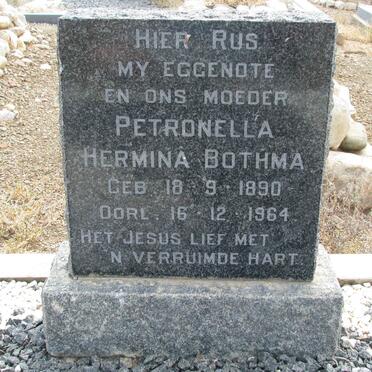 HIER RUS
MY EGGENOTE
EN ONS MOEDER
PETRONELLA
HERMINA BOTHMA
GEB 18-9-1890
OORL. 16-12-1964
HET JESUS LIEF MET
'N VERRUIMDE HART